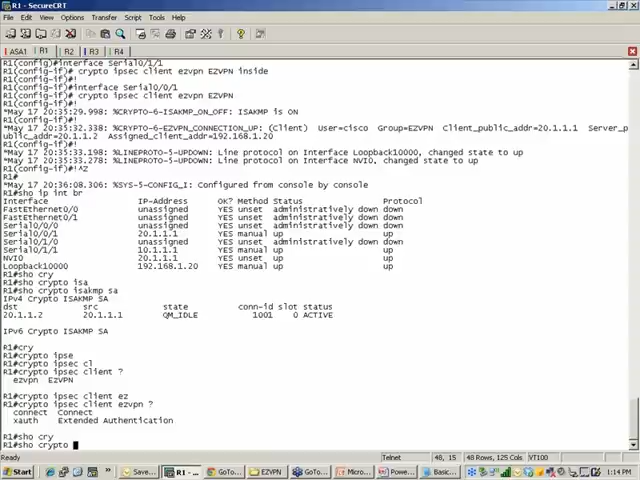 R1 - SecureCRT
File Edit View Options Transfer Script Tools Help
ASA1 R1 R2 R3 R4
R1(config)#interface Serial0/1/1
R1(config-if)# crypto ipsec client ezvpn EZVPN inside
R1(config-if)#!
R1(config-if)#interface Serial0/0/1
R1(config-if)# crypto ipsec client ezvpn EZVPN
R1(config-if)#!
*May 17 20:35:29.998: %CRYPTO-6-ISAKMP_ON_OFF: ISAKMP is ON
R1(config-if)#!
*May 17 20:35:32.338: %CRYPTO-6-EZVPN_CONNECTION_UP: (Client) User=cisco Group=EZVPN Client_public_addr=20.1.1.1 Server_p
ublic_addr=20.1.1.2 Assigned_client_addr=192.168.1.20
R1(config-if)#!
*May 17 20:35:33.198: %LINEPROTO-5-UPDOWN: Line protocol on Interface Loopback10000, changed state to up
*May 17 20:35:33.278: %LINEPROTO-5-UPDOWN: Line protocol on Interface NVI0, changed state to up
R1(config-if)#!^Z
R1#
*May 17 20:36:08.306: %SYS-5-CONFIG_I: Configured from console by console
R1#sho ip int br
Interface IP-Address OK? Method Status Protocol
FastEthernet0/0 unassigned YES unset administratively down down
FastEthernet0/1 unassigned YES unset administratively down down
Serial0/0/0 unassigned YES unset administratively down down
Serial0/0/1 20.1.1.1 YES manual up up
Serial0/1/0 unassigned YES unset administratively down down
Serial0/1/1 10.1.1.1 YES manual up up
NVI0 20.1.1.1 YES unset up up
Loopback10000 192.168.1.20 YES manual up up
R1#sho cry
R1#sho crypto isa
R1#sho crypto isakmp sa
IPv4 Crypto ISAKMP SA
dst src state conn-id slot status
20.1.1.2 20.1.1.1 QM_IDLE 1001 0 ACTIVE
IPv6 Crypto ISAKMP SA
R1#cry
R1#crypto ipse
R1#crypto ipsec cl
R1#crypto ipsec client ?
ezvpn EzVPN
R1#crypto ipsec client ez
R1#crypto ipsec client ezvpn ?
connect Connect
xauth Extended Authentication
R1#sho cry
R1#sho crypto
Ready Telnet 48, 15 48 Rows, 125 Cols VT100
Start Save... R1 - ... GoTo... EZVPN GoTo... Micro... Powe... Basic... 1:14 PM